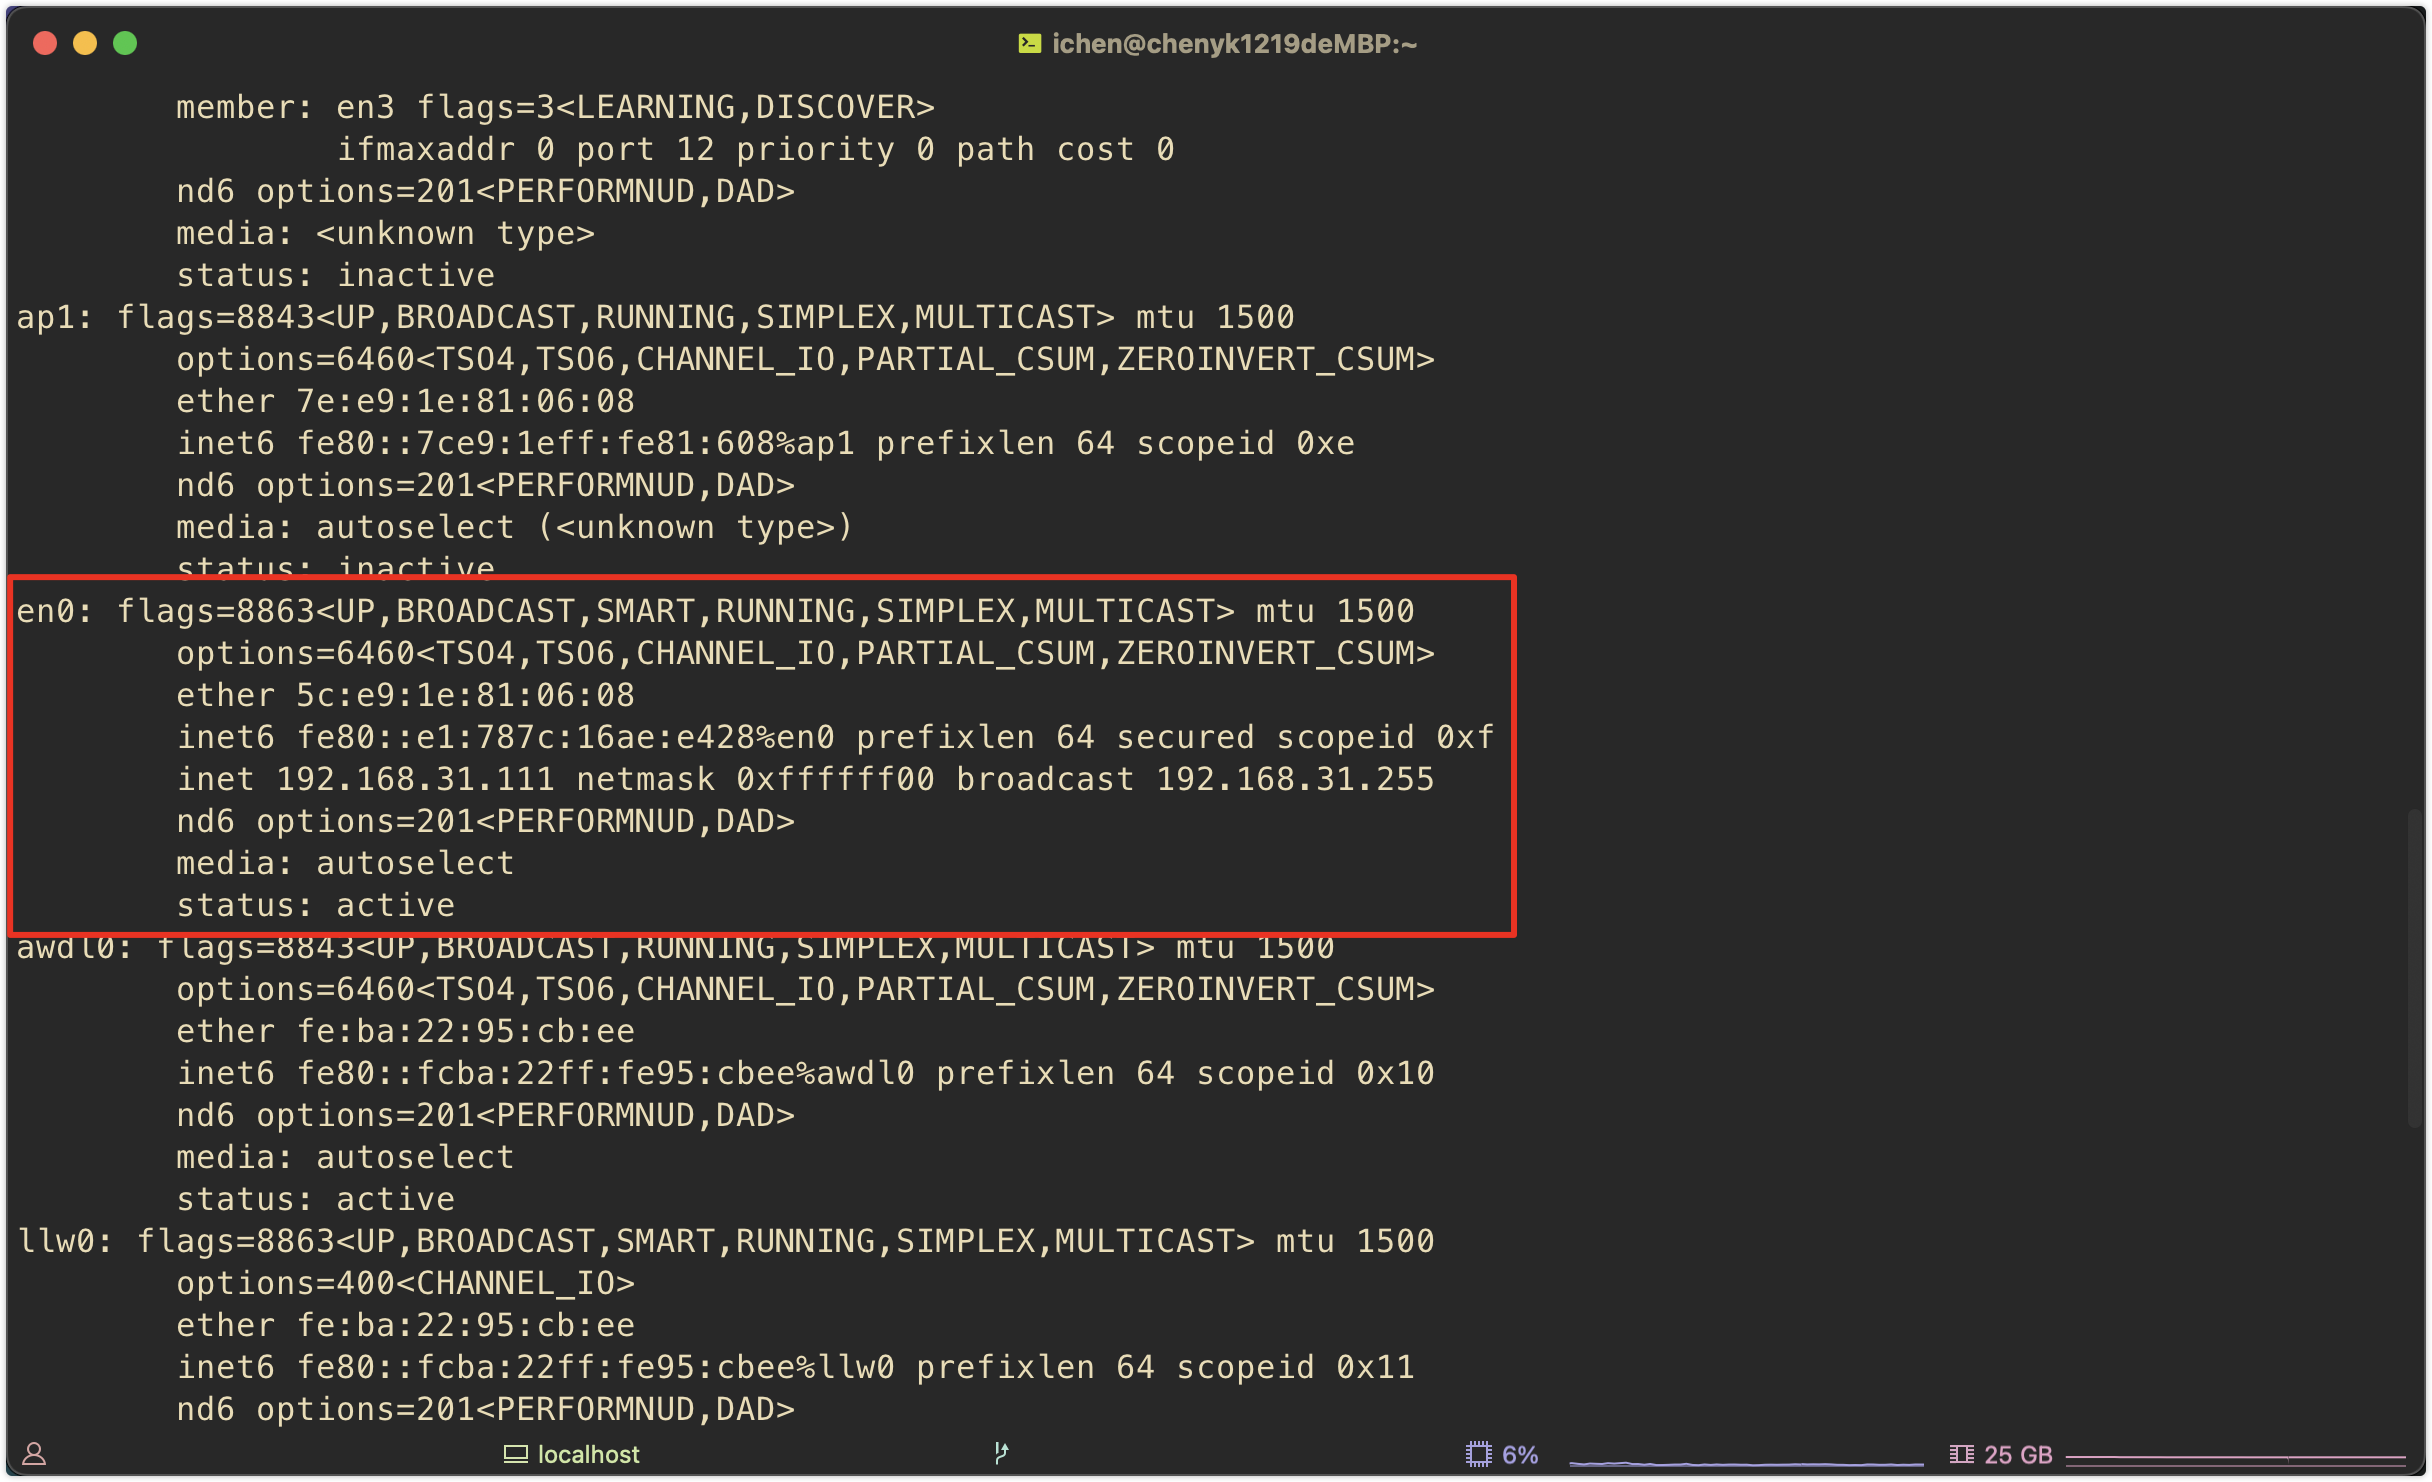 ichen@chenyk1219deMBP:~
member: en3 flags=3<LEARNING,DISCOVER>
ifmaxaddr 0 port 12 priority 0 path cost 0
nd6 options=201<PERFORMNUD,DAD>
media: <unknown type>
status: inactive
ap1: flags=8843<UP,BROADCAST,RUNNING,SIMPLEX,MULTICAST> mtu 1500
options=6460<TSO4,TSO6,CHANNEL_IO,PARTIAL_CSUM,ZEROINVERT_CSUM>
ether 7e:e9:1e:81:06:08
inet6 fe80::7ce9:1eff:fe81:608%ap1 prefixlen 64 scopeid 0xe
nd6 options=201<PERFORMNUD,DAD>
media: autoselect (<unknown type>)
status: inactive
en0: flags=8863<UP,BROADCAST,SMART,RUNNING,SIMPLEX,MULTICAST> mtu 1500
options=6460<TSO4,TSO6,CHANNEL_IO,PARTIAL_CSUM,ZEROINVERT_CSUM>
ether 5c:e9:1e:81:06:08
inet6 fe80::e1:787c:16ae:e428%en0 prefixlen 64 secured scopeid 0xf
inet 192.168.31.111 netmask 0xffffff00 broadcast 192.168.31.255
nd6 options=201<PERFORMNUD,DAD>
media: autoselect
status: active
awdl0: flags=8843<UP,BROADCAST,RUNNING,SIMPLEX,MULTICAST> mtu 1500
options=6460<TSO4,TSO6,CHANNEL_IO,PARTIAL_CSUM,ZEROINVERT_CSUM>
ether fe:ba:22:95:cb:ee
inet6 fe80::fcba:22ff:fe95:cbee%awdl0 prefixlen 64 scopeid 0x10
nd6 options=201<PERFORMNUD,DAD>
media: autoselect
status: active
llw0: flags=8863<UP,BROADCAST,SMART,RUNNING,SIMPLEX,MULTICAST> mtu 1500
options=400<CHANNEL_IO>
ether fe:ba:22:95:cb:ee
inet6 fe80::fcba:22ff:fe95:cbee%llw0 prefixlen 64 scopeid 0x11
nd6 options=201<PERFORMNUD,DAD>
localhost 6% 25 GB